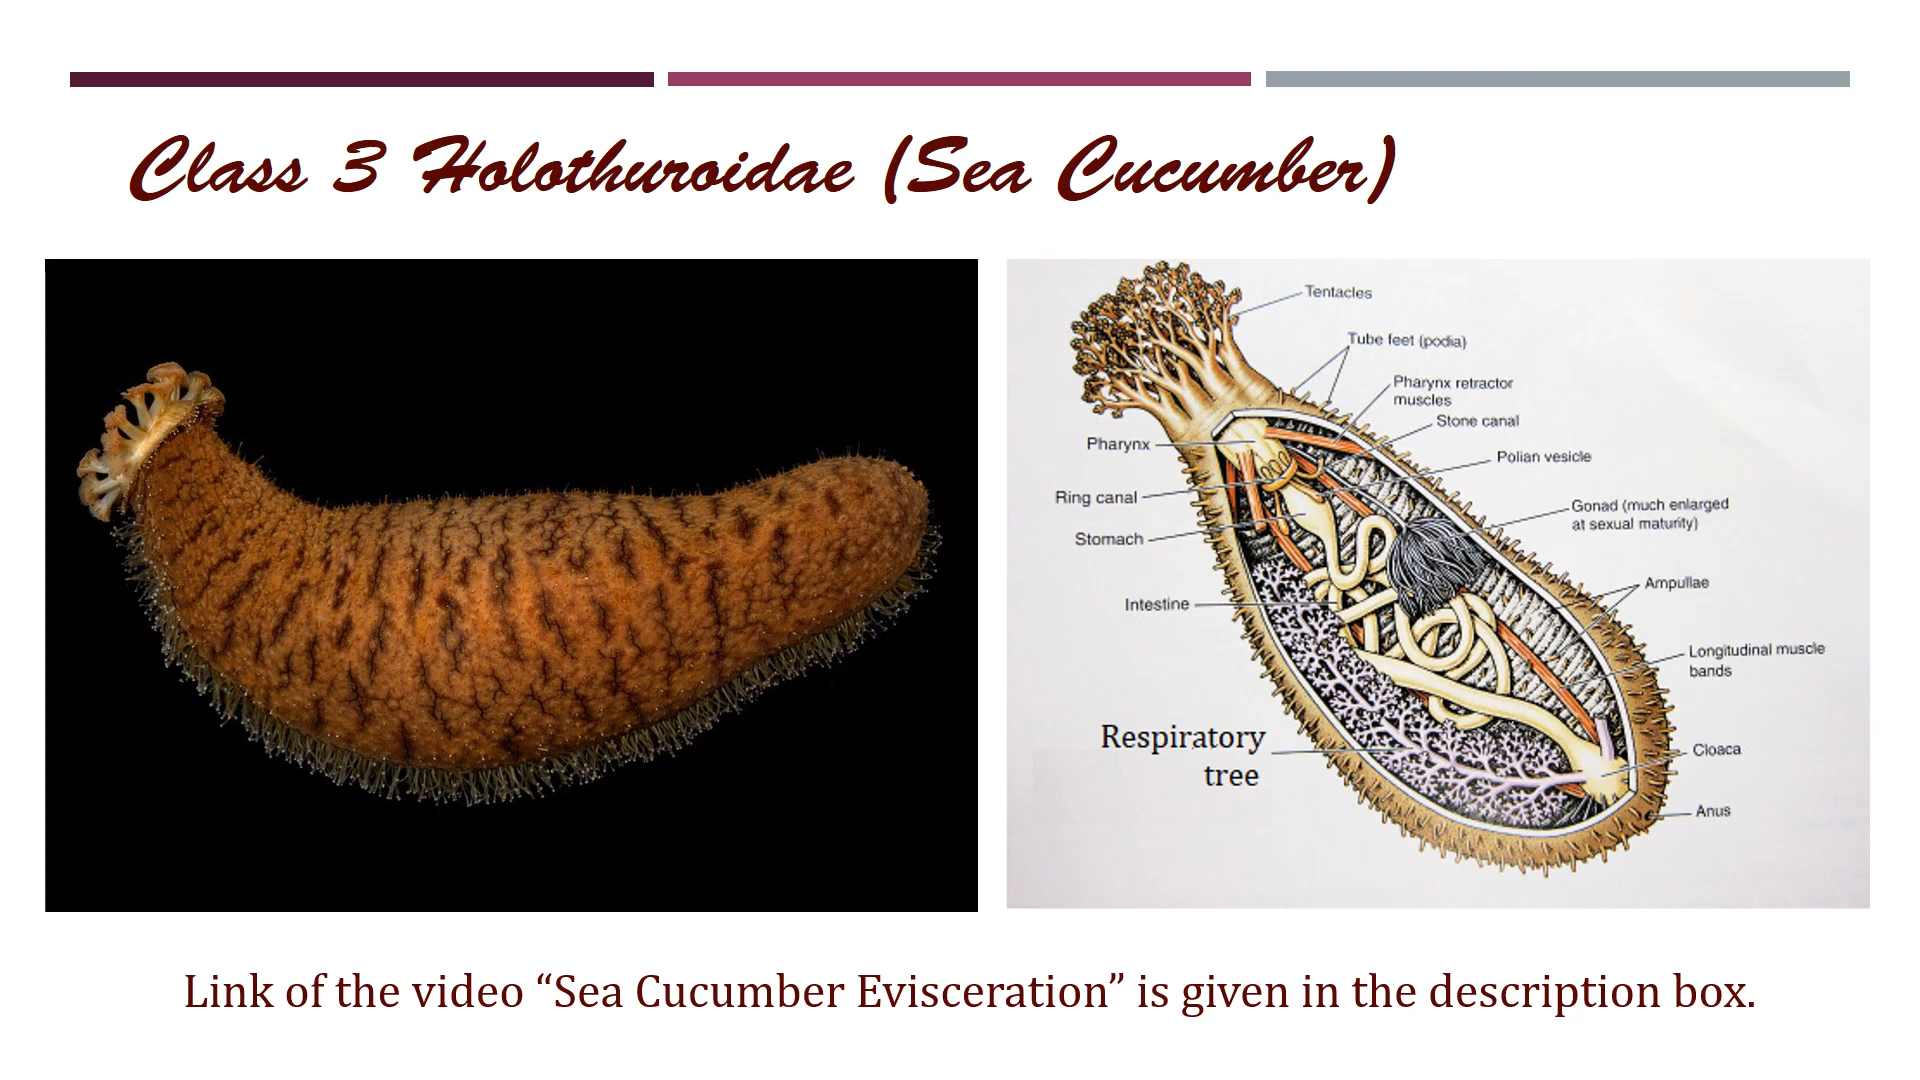 Class 3 Holothuroidae (Sea Cucumber)
Tentacles
Tube feet (podia)
Pharynx retractor
muscles
Stone canal
Pharynx
Polian vesicle
Ring canal
Gonad (much enlarged
at sexual maturity)
Stomach
Ampullae
Intestine
Longitudinal muscle
bands
Respiratory
tree
Cloaca
Anus
Link of the video “Sea Cucumber Evisceration” is given in the description box.